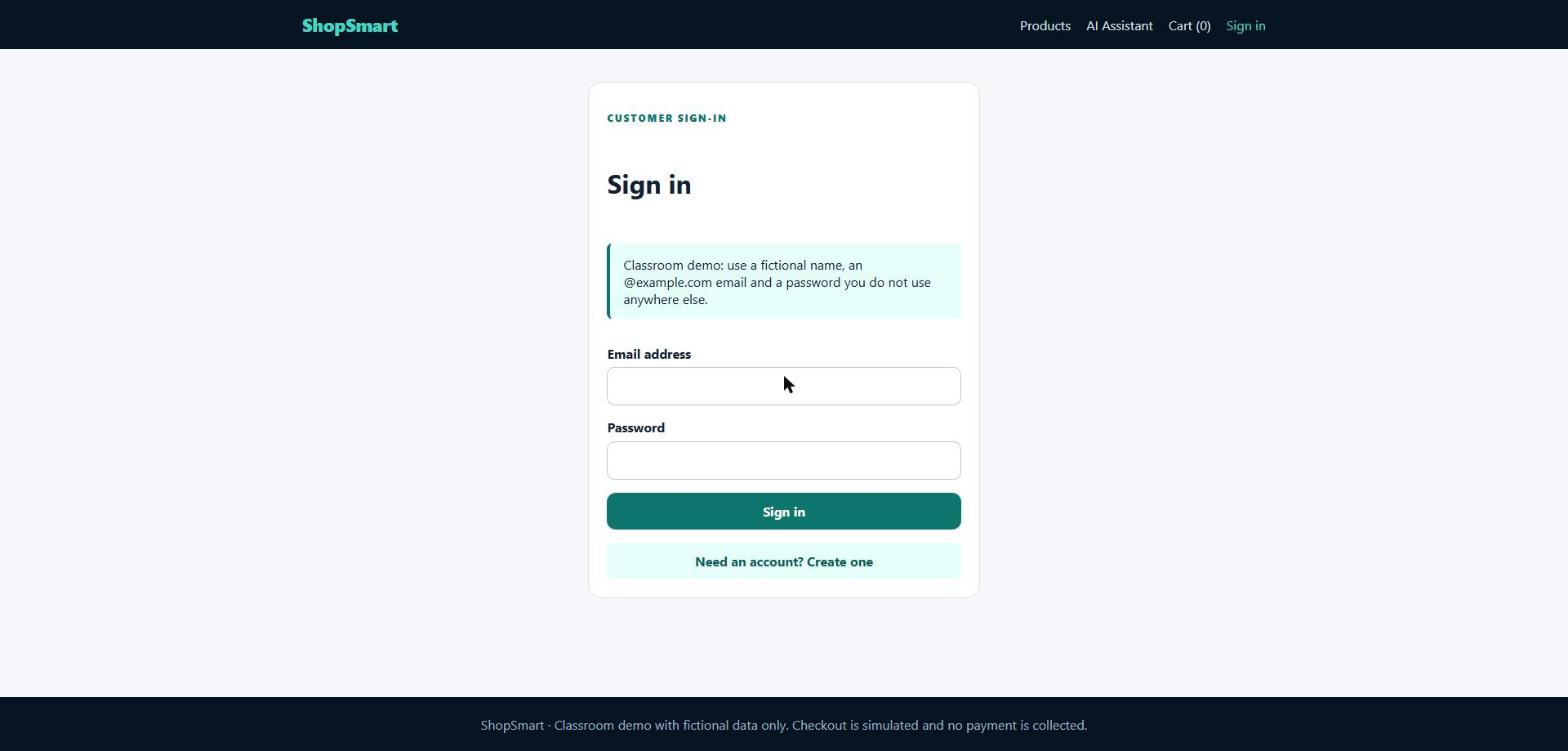 ShopSmart
Products AI Assistant Cart (0) Sign in
CUSTOMER SIGN-IN
Sign in
Classroom demo: use a fictional name, an
@example.com email and a password you do not use
anywhere else.
Email address
Password
Sign in
Need an account? Create one
ShopSmart · Classroom demo with fictional data only. Checkout is simulated and no payment is collected.